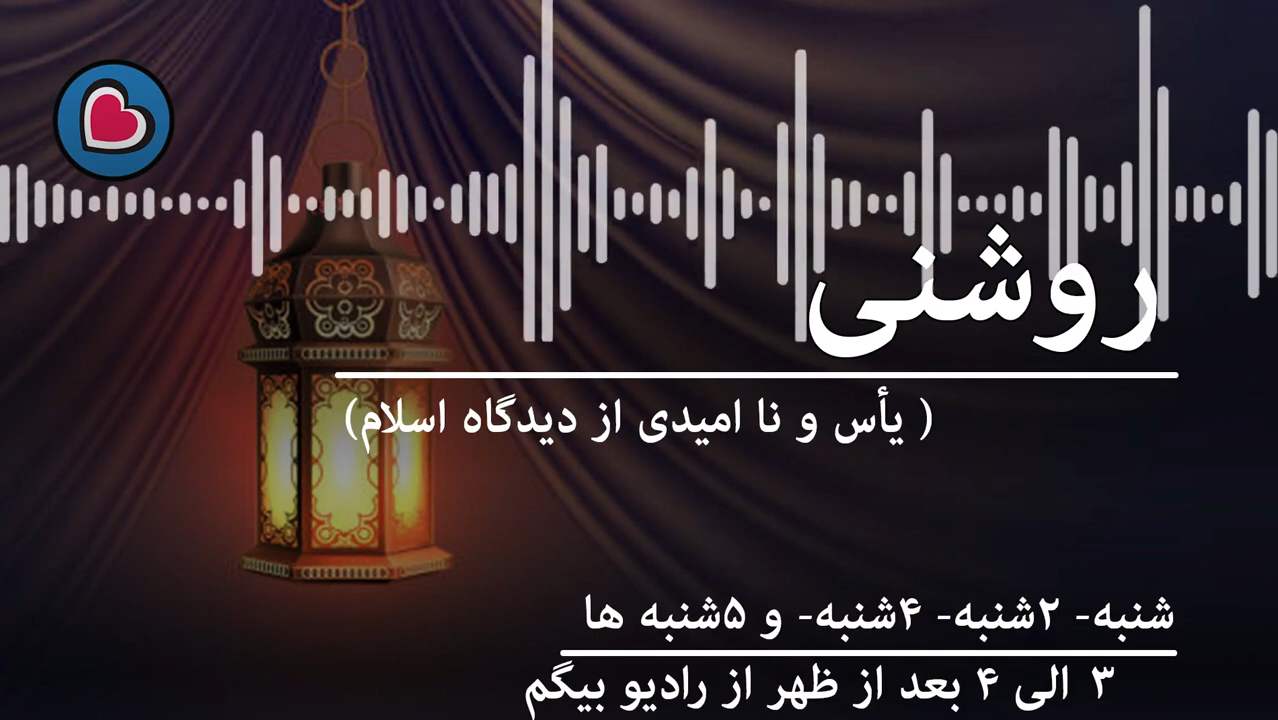 روشنی
( یأس و نا امیدی از دیدگاه اسلام)
شنبه- ۲شنبه- ۴شنبه- و ۵شنبه ها
۳ الی ۴ بعد از ظهر از رادیو بیگم